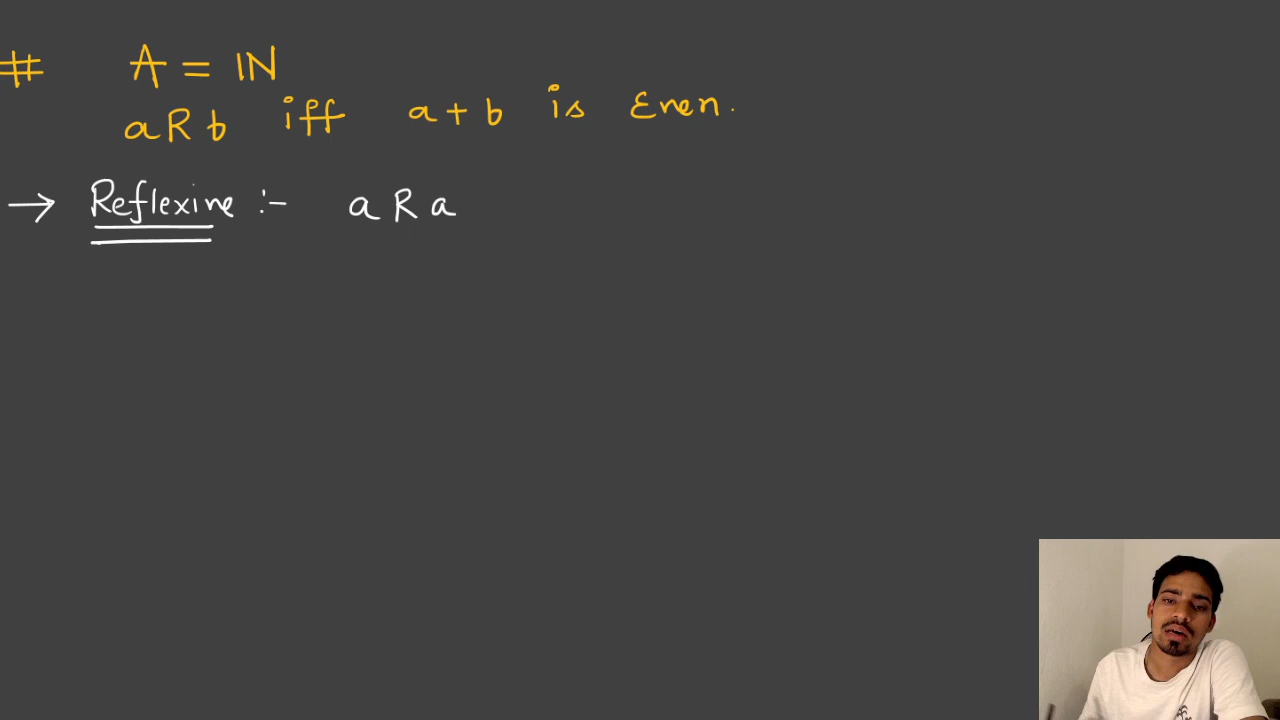 # A = IN
aRb iff a+b is Even.
→ Reflexive :- a R a